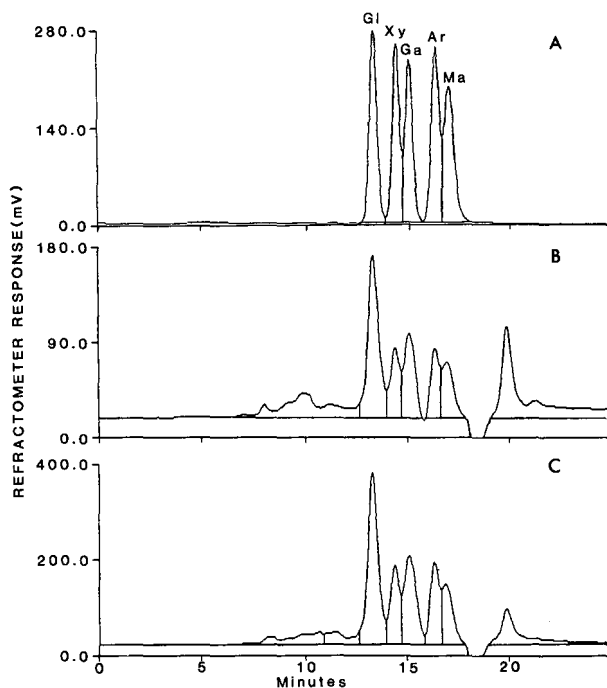 Gl
Xy
Ga
Ar
Ma
A
280.0
140.0
0.0
B
180.0
90.0
0.0
C
400.0
200.0
0.0
REFRACTOMETER RESPONSE(mV)
0 5 10 15 20
Minutes